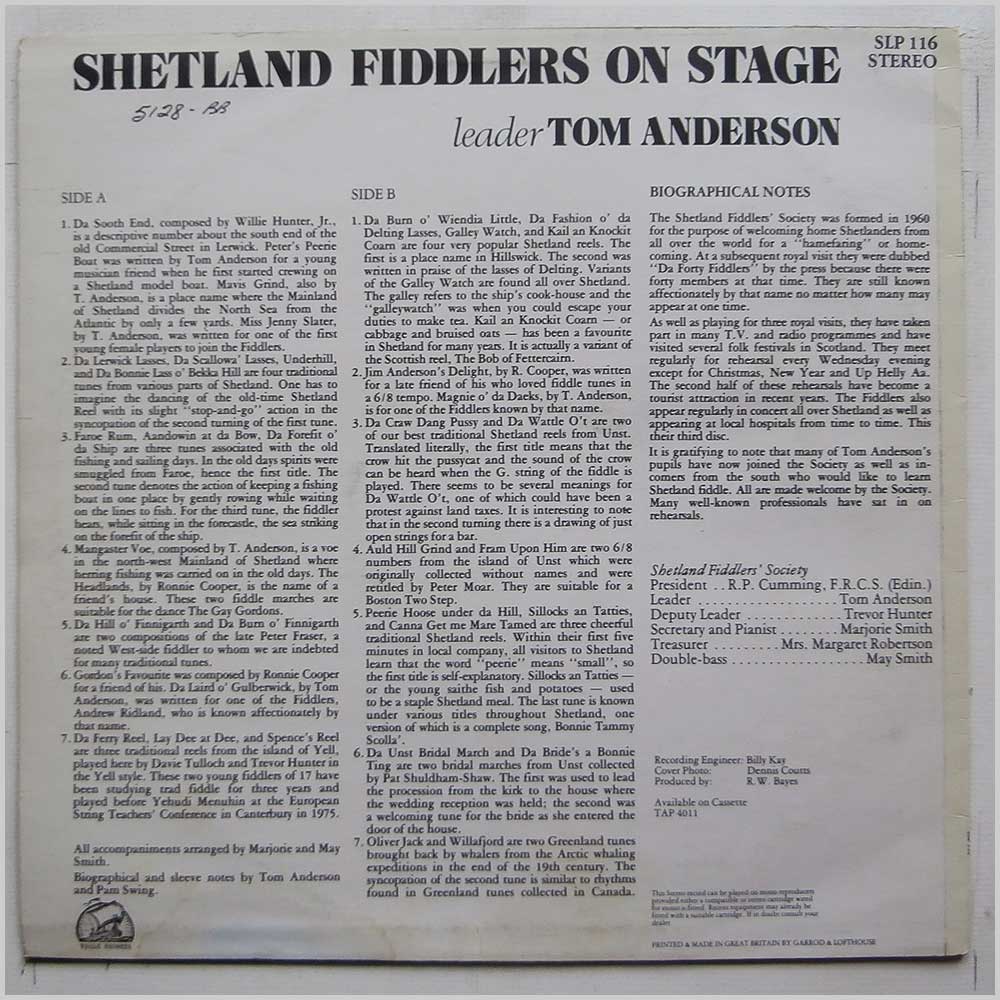 SHETLAND FIDDLERS ON STAGE
SLP 116
STEREO
5128 - BB
leader TOM ANDERSON
SIDE A
1. Da Sooth End, composed by Willie Hunter, Jr.,
is a descriptive number about the south end of the
old Commercial Street in Lerwick. Peter's Peerie
Boat was written by Tom Anderson for a young
musician friend when he first started crewing on
a Shetland model boat. Mavis Grind, also by
T. Anderson, is a place name where the Mainland
of Shetland divides the North Sea from the
Atlantic by only a few yards. Miss Jenny Slater,
by T. Anderson, was written for one of the first
young female players to join the Fiddlers.
2. Da Lerwick Lasses, Da Scallowa' Lasses, Underhill,
and Da Bonnie Lass o' Bekka Hill are four traditional
tunes from various parts of Shetland. One has to
imagine the dancing of the old-time Shetland
Reel with its slight "stop-and-go" action in the
syncopation of the second turning of the first tune.
3. Faroe Rum, Aandowin at da Bow, Da Forefit o'
da Ship are three tunes associated with the old
fishing and sailing days. In the old days spirits were
smuggled from Faroe, hence the first title. The
second tune denotes the action of keeping a fishing
boat in one place by gently rowing while waiting
on the lines to fish. For the third tune, the fiddler
hears, while sitting in the forecastle, the sea striking
on the forefit of the ship.
4. Mangaster Voe, composed by T. Anderson, is a voe
in the north-west Mainland of Shetland where
herring fishing was carried on in the old days. The
Headlands, by Ronnie Cooper, is the name of a
friend's house. These two fiddle marches are
suitable for the dance The Gay Gordons.
5. Da Hill o' Finnigarth and Da Burn o' Finnigarth
are two compositions of the late Peter Fraser, a
noted West-side fiddler to whom we are indebted
for many traditional tunes.
6. Gordon's Favourite was composed by Ronnie Cooper
for a friend of his. Da Laird o' Gulberwick, by Tom
Anderson, was written for one of the Fiddlers,
Andrew Ridland, who is known affectionately by
that name.
7. Da Ferry Reel, Lay Dee at Dee, and Spence's Reel
are three traditional reels from the island of Yell,
played here by Davie Tulloch and Trevor Hunter in
the Yell style. These two young fiddlers of 17 have
been studying trad fiddle for three years and
played before Yehudi Menuhin at the European
String Teachers' Conference in Canterbury in 1975.
All accompaniments arranged by Marjorie and May
Smith.
Biographical and sleeve notes by Tom Anderson
and Pam Swing.
SIDE B
1. Da Burn o' Wiendia Little, Da Fashion o' da
Delting Lasses, Galley Watch, and Kail an Knockit
Coarn are four very popular Shetland reels. The
first is a place name in Hillswick. The second was
written in praise of the lasses of Delting. Variants
of the Galley Watch are found all over Shetland.
The galley refers to the ship's cook-house and the
"galleywatch" was when you could escape your
duties to make tea. Kail an Knockit Coarn — or
cabbage and bruised oats — has been a favourite
in Shetland for many years. It is actually a variant of
the Scottish reel, The Bob of Fettercairn.
2. Jim Anderson's Delight, by R. Cooper, was written
for a late friend of his who loved fiddle tunes in
a 6/8 tempo. Magnie o' da Daeks, by T. Anderson,
is for one of the Fiddlers known by that name.
3. Da Craw Dang Pussy and Da Wattle O't are two
of our best traditional Shetland reels from Unst.
Translated literally, the first title means that the
crow hit the pussycat and the sound of the crow
can be heard when the G. string of the fiddle is
played. There seems to be several meanings for
Da Wattle O't, one of which could have been a
protest against land taxes. It is interesting to note
that in the second turning there is a drawing of just
open strings for a bar.
4. Auld Hill Grind and Fram Upon Him are two 6/8
numbers from the island of Unst which were
originally collected without names and were
retitled by Peter Moar. They are suitable for a
Boston Two Step.
5. Peerie Hoose under da Hill, Sillocks an Tatties,
and Canna Get me Mare Tamed are three cheerful
traditional Shetland reels. Within their first five
minutes in local company, all visitors to Shetland
learn that the word "peerie" means "small", so
the first title is self-explanatory. Sillocks an Tatties —
or the young saithe fish and potatoes — used
to be a staple Shetland meal. The last tune is known
under various titles throughout Shetland, one
version of which is a complete song, Bonnie Tammy
Scolla'.
6. Da Unst Bridal March and Da Bride's a Bonnie
Ting are two bridal marches from Unst collected
by Pat Shuldham-Shaw. The first was used to lead
the procession from the kirk to the house where
the wedding reception was held; the second was
a welcoming tune for the bride as she entered the
door of the house.
7. Oliver Jack and Willafjord are two Greenland tunes
brought back by whalers from the Arctic whaling
expeditions in the end of the 19th century. The
syncopation of the second tune is similar to rhythms
found in Greenland tunes collected in Canada.
BIOGRAPHICAL NOTES
The Shetland Fiddlers' Society was formed in 1960
for the purpose of welcoming home Shetlanders from
all over the world for a "hamefaring" or home-
coming. At a subsequent royal visit they were dubbed
"Da Forty Fiddlers" by the press because there were
forty members at that time. They are still known
affectionately by that name no matter how many may
appear at one time.
As well as playing for three royal visits, they have taken
part in many T.V. and radio programmes and have
visited several folk festivals in Scotland. They meet
regularly for rehearsal every Wednesday evening
except for Christmas, New Year and Up Helly Aa.
The second half of these rehearsals have become a
tourist attraction in recent years. The Fiddlers also
appear regularly in concert all over Shetland as well as
appearing at local hospitals from time to time. This
their third disc.
It is gratifying to note that many of Tom Anderson's
pupils have now joined the Society as well as in-
comers from the south who would like to learn
Shetland fiddle. All are made welcome by the Society.
Many well-known professionals have sat in on
rehearsals.
Shetland Fiddlers' Society
President . . R.P. Cumming, F.R.C.S. (Edin.)
Leader . . . . . . . . . . . . . . . . . Tom Anderson
Deputy Leader . . . . . . . . . . . . . Trevor Hunter
Secretary and Pianist . . . . . . . . Marjorie Smith
Treasurer . . . . . . . . . Mrs. Margaret Robertson
Double-bass . . . . . . . . . . . . . . . . . May Smith
Recording Engineer: Billy Kay
Cover Photo: Dennis Coutts
Produced by: R.W. Bayes
Available on Cassette
TAP 4011
This Stereo record can be played on mono reproducers
provided either a compatible or stereo cartridge wired
for mono is fitted. Recent equipment may already be
fitted with a suitable cartridge. If in doubt consult your
dealer
PRINTED & MADE IN GREAT BRITAIN BY GARROD & LOFTHOUSE